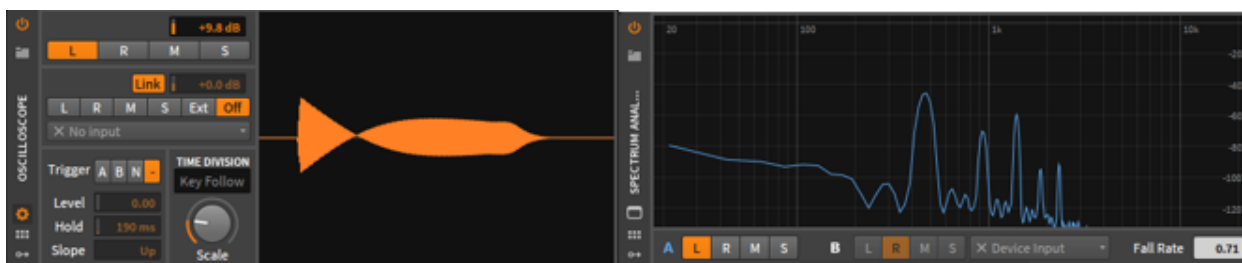 OSCILLOSCOPE
+9.8 dB
L R M S
Link +0.0 dB
L R M S Ext Off
× No input
Trigger A B N -
Level 0.00
Hold 190 ms
Slope Up
TIME DIVISION
Key Follow
Scale
SPECTRUM ANAL...
20 100 1k 10k
-20
-40
-60
-80
-100
-120
A L R M S B L R M S × Device Input Fall Rate 0.71